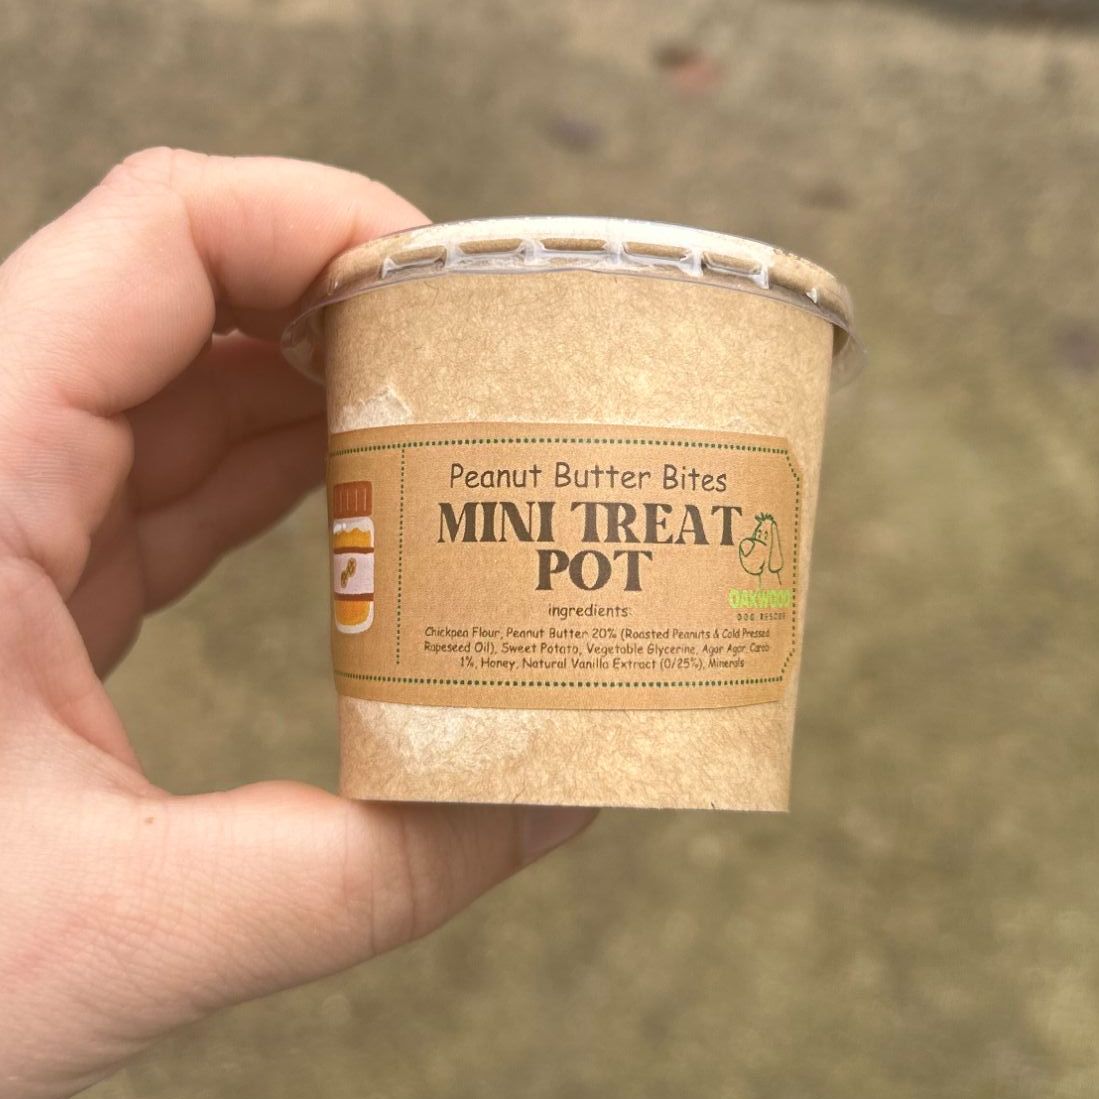 Peanut Butter Bites
MINI TREAT
POT
OAKWOOD
DOG RESCUE
ingredients:
Chickpea Flour, Peanut Butter 20% (Roasted Peanuts & Cold Pressed
Rapeseed Oil), Sweet Potato, Vegetable Glycerine, Agar Agar, Carob
1%, Honey, Natural Vanilla Extract (0/25%), Minerals